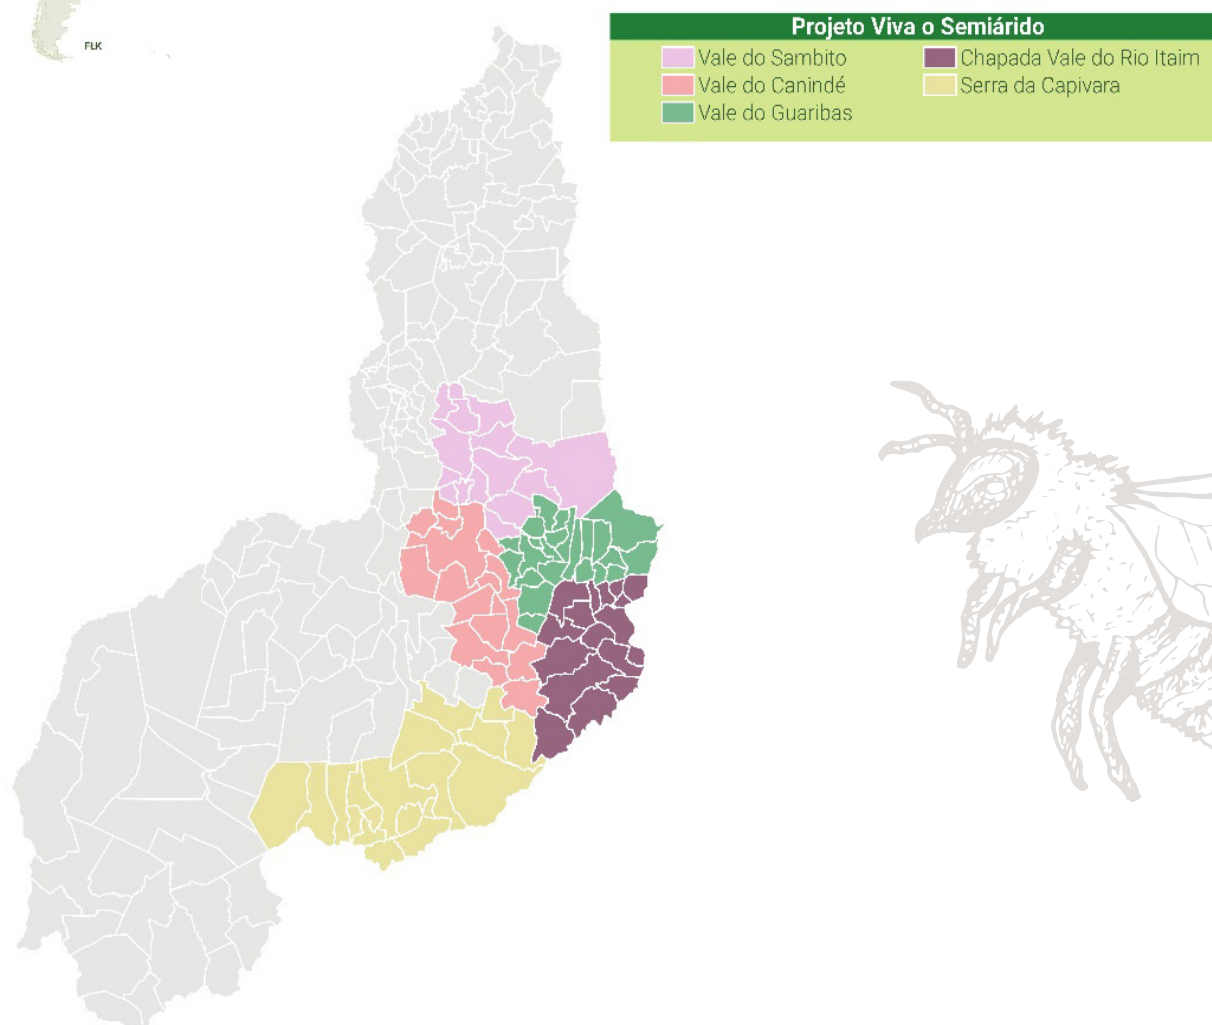 FLK
Projeto Viva o Semiárido
Vale do Sambito
Chapada Vale do Rio Itaim
Vale do Canindé
Serra da Capivara
Vale do Guaribas